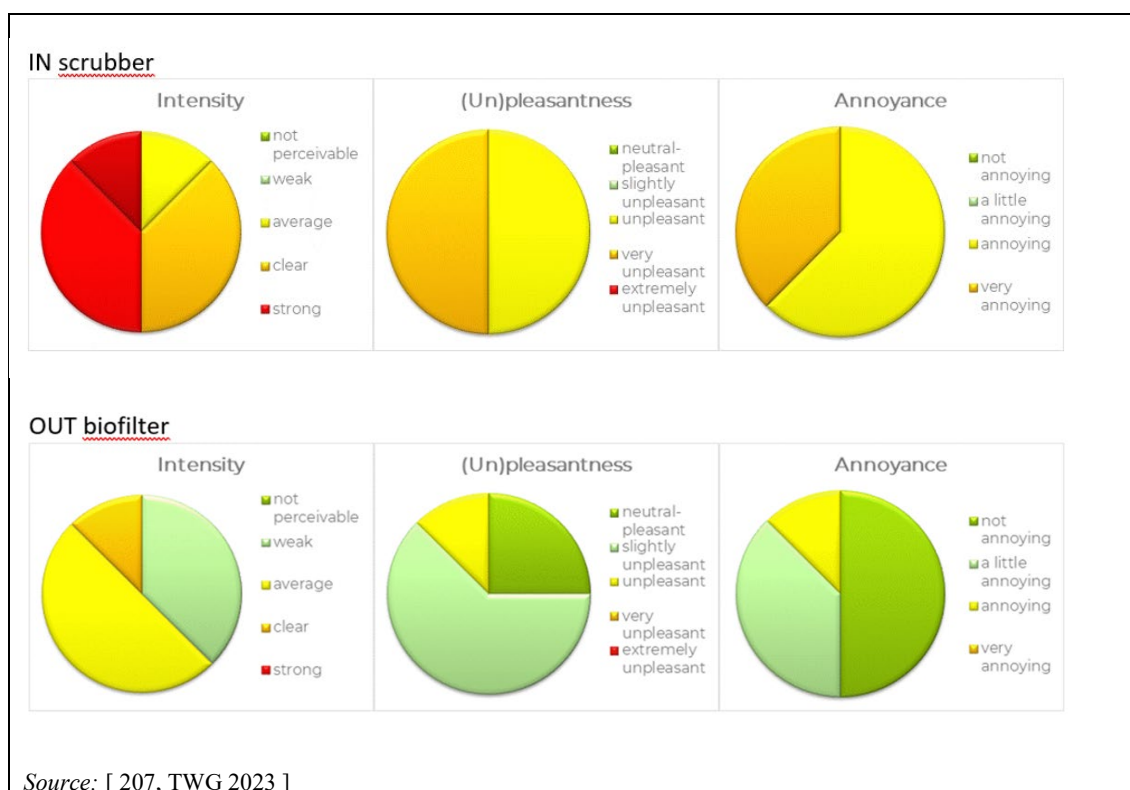 IN scrubber
Intensity
not
perceivable
weak
average
clear
strong
(Un)pleasantness
neutral-
pleasant
slightly
unpleasant
unpleasant
very
unpleasant
extremely
unpleasant
Annoyance
not
annoying
a little
annoying
annoying
very
annoying
OUT biofilter
Intensity
not
perceivable
weak
average
clear
strong
(Un)pleasantness
neutral-
pleasant
slightly
unpleasant
unpleasant
very
unpleasant
extremely
unpleasant
Annoyance
not
annoying
a little
annoying
annoying
very
annoying
Source: [ 207, TWG 2023 ]